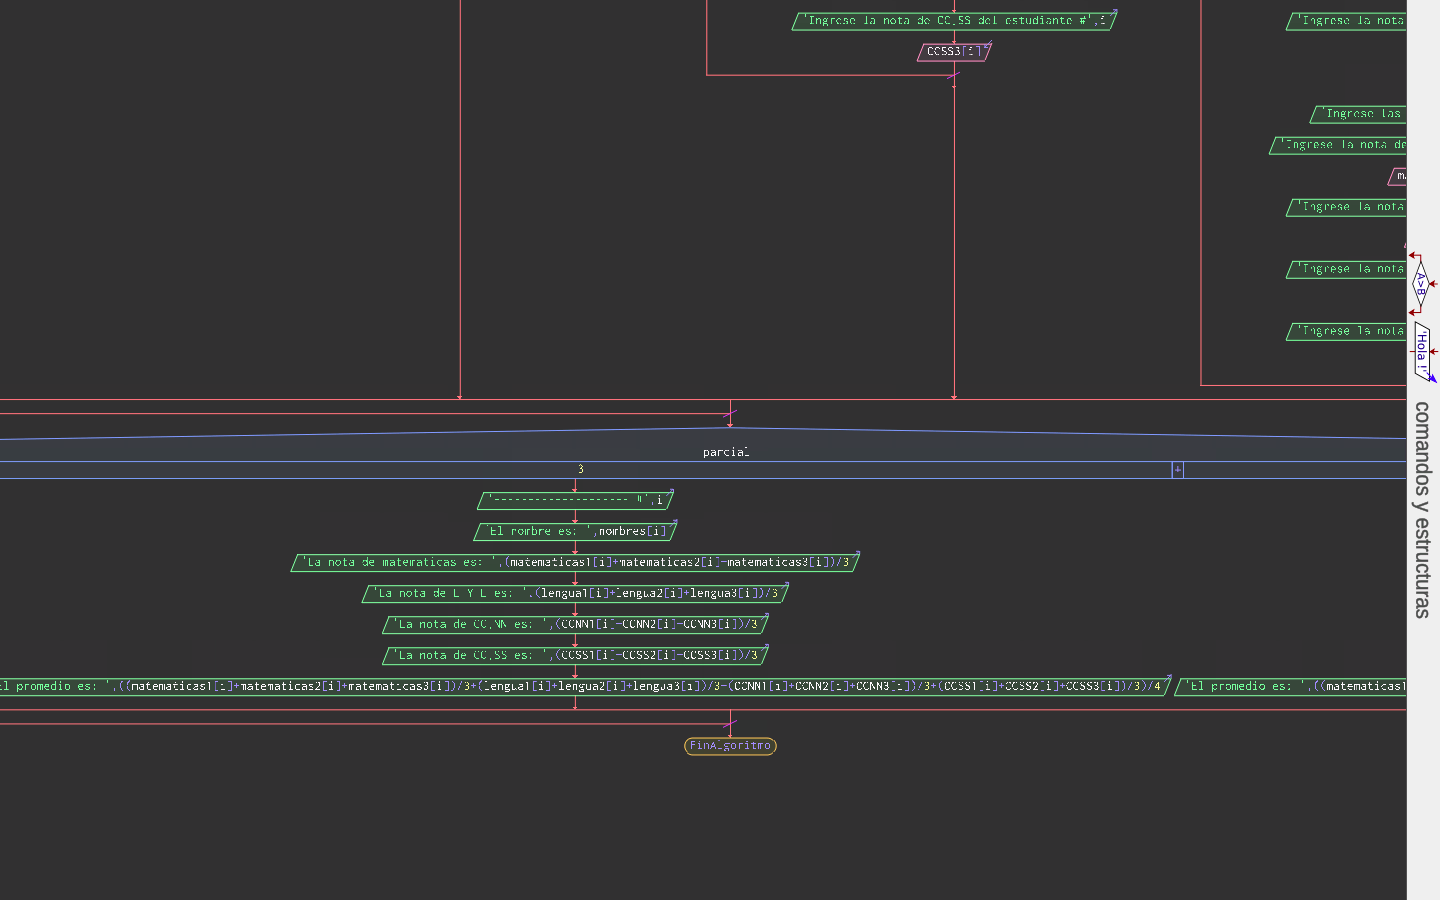 'Ingrese la nota de CC.SS del estudiante #',i
'Ingrese la nota
CCSS3[i]
'Ingrese las
'Ingrese la nota de
'Ingrese la nota
'Ingrese la nota
'Ingrese la nota
A>B
'Hola !'
comandos y estructuras
parcial
3
+
'-------------------- #',i
'El nombre es: ',nombres[i]
'La nota de matematicas es: ',(matematicas1[i]+matematicas2[i]+matematicas3[i])/3
'La nota de L Y L es: ',(lengua1[i]+lengua2[i]+lengua3[i])/3
'La nota de CC.NN es: ',(CCNN1[i]+CCNN2[i]+CCNN3[i])/3
'La nota de CC.SS es: ',(CCSS1[i]+CCSS2[i]+CCSS3[i])/3
El promedio es: ',((matematicas1[i]+matematicas2[i]+matematicas3[i])/3+(lengua1[i]+lengua2[i]+lengua3[i])/3+(CCNN1[i]+CCNN2[i]+CCNN3[i])/3+(CCSS1[i]+CCSS2[i]+CCSS3[i])/3)/4
'El promedio es: ',((matematicas1
FinAlgoritmo